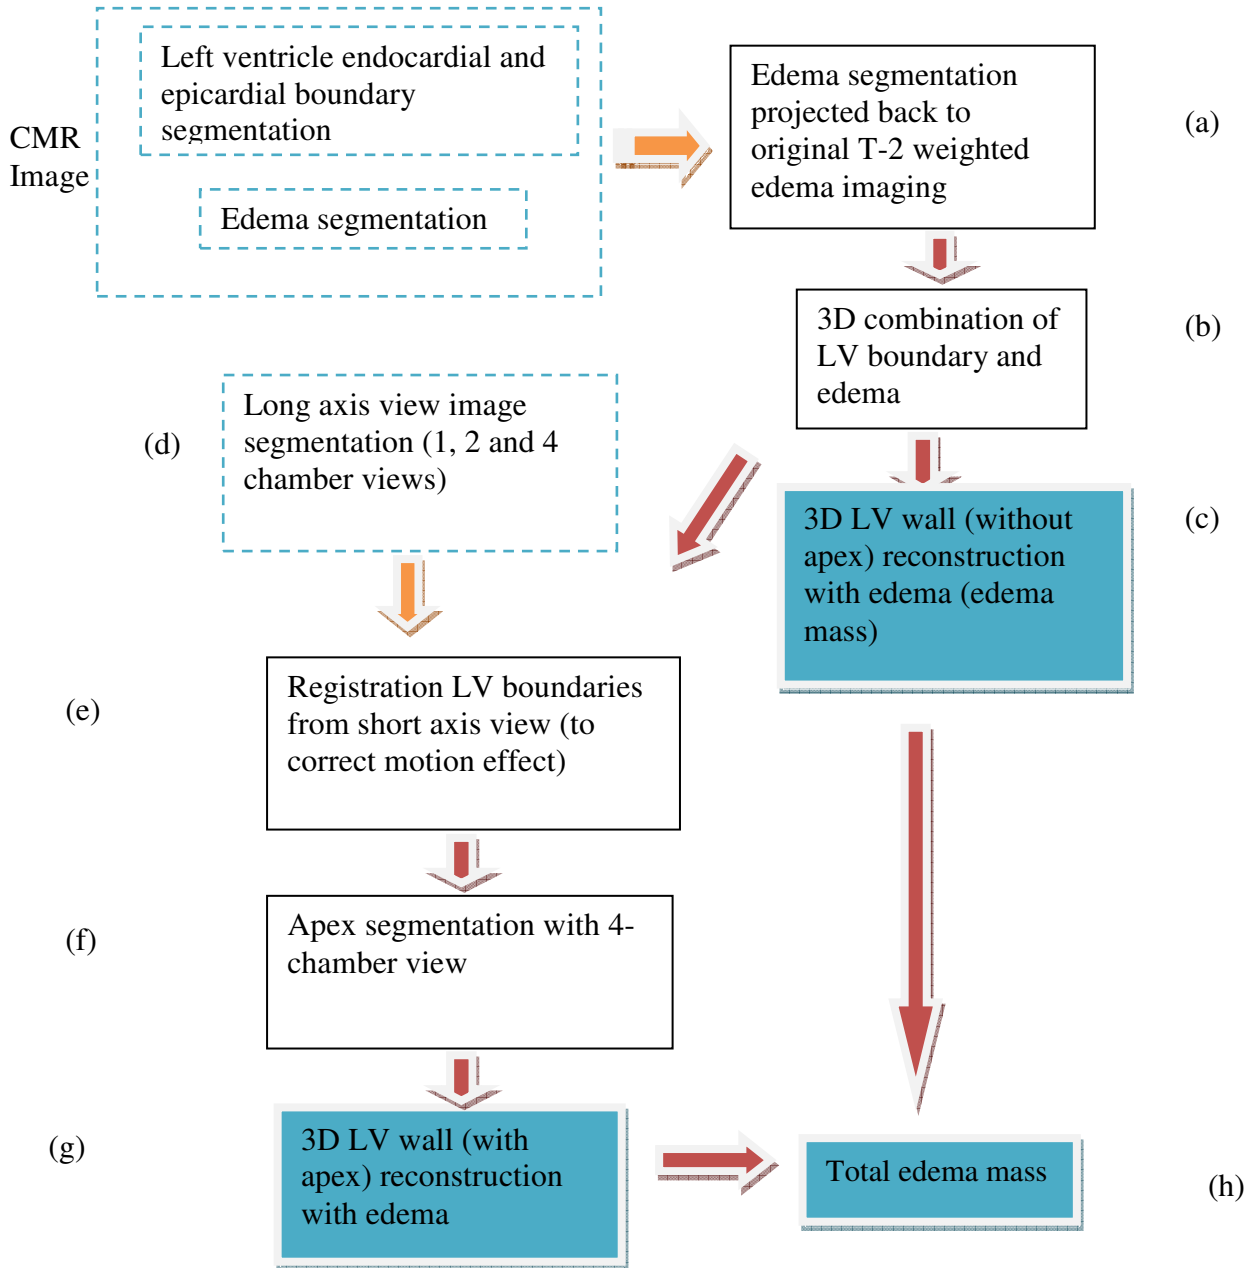 Left ventricle endocardial and
epicardial boundary
segmentation
CMR
Image
Edema segmentation
Edema segmentation
projected back to
original T-2 weighted
edema imaging
(a)
3D combination of
LV boundary and
edema
(b)
Long axis view image
segmentation (1, 2 and 4
chamber views)
(d)
3D LV wall (without
apex) reconstruction
with edema (edema
mass)
(c)
Registration LV boundaries
from short axis view (to
correct motion effect)
(e)
Apex segmentation with 4-
chamber view
(f)
3D LV wall (with
apex) reconstruction
with edema
(g)
Total edema mass
(h)